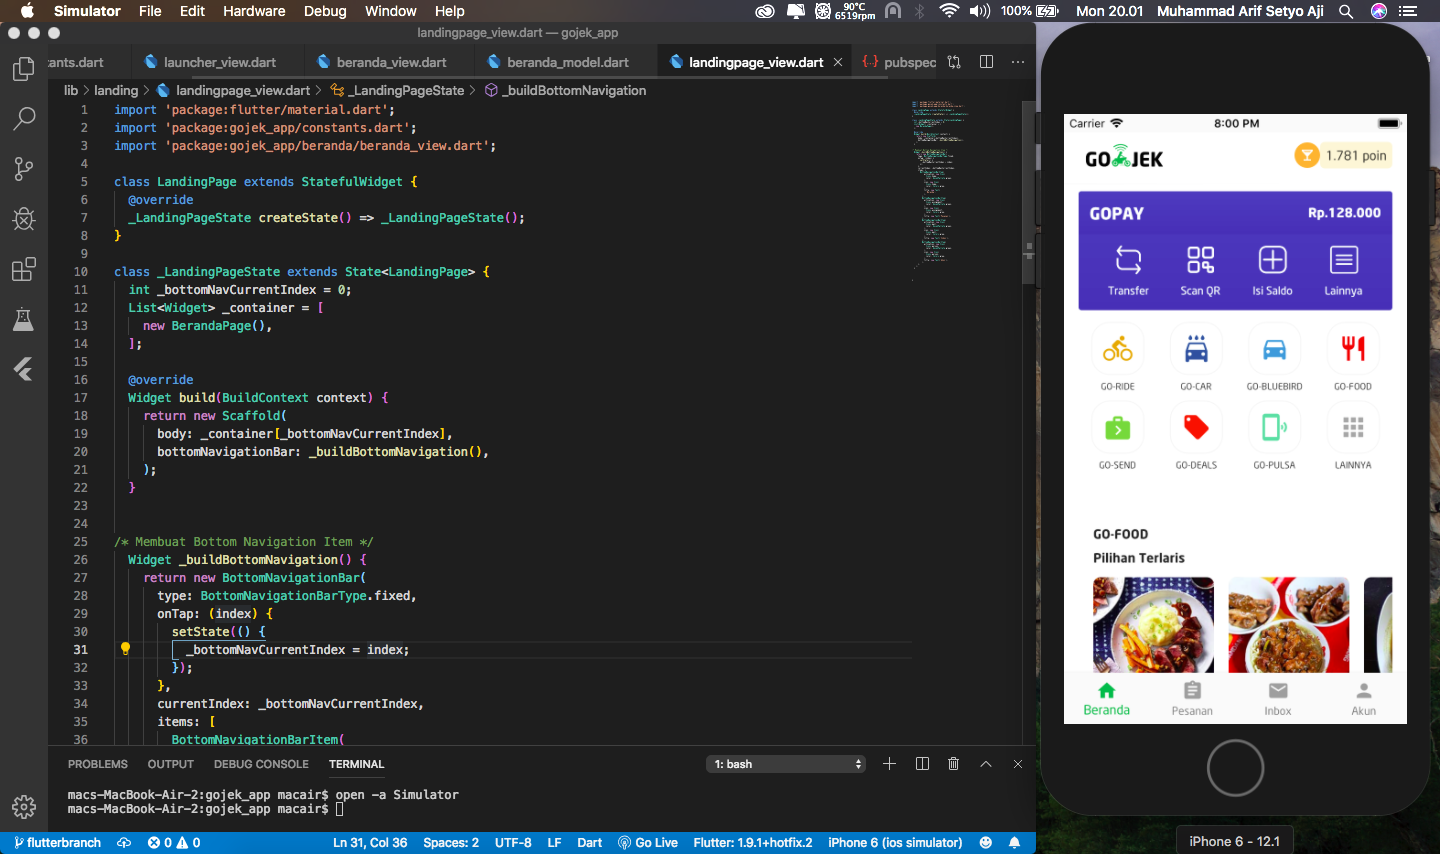 Simulator File Edit Hardware Debug Window Help
90°C
6519rpm
100%
Mon 20.01 Muhammad Arif Setyo Aji
landingpage_view.dart — gojek_app
tants.dart launcher_view.dart beranda_view.dart beranda_model.dart landingpage_view.dart pubspec
lib > landing > landingpage_view.dart > _LandingPageState > _buildBottomNavigation
1 import 'package:flutter/material.dart';
2 import 'package:gojek_app/constants.dart';
3 import 'package:gojek_app/beranda/beranda_view.dart';
4
5 class LandingPage extends StatefulWidget {
6 @override
7 _LandingPageState createState() => _LandingPageState();
8 }
9
10 class _LandingPageState extends State<LandingPage> {
11 int _bottomNavCurrentIndex = 0;
12 List<Widget> _container = [
13 new BerandaPage(),
14 ];
15
16 @override
17 Widget build(BuildContext context) {
18 return new Scaffold(
19 body: _container[_bottomNavCurrentIndex],
20 bottomNavigationBar: _buildBottomNavigation(),
21 );
22 }
23
24
25 /* Membuat Bottom Navigation Item */
26 Widget _buildBottomNavigation() {
27 return new BottomNavigationBar(
28 type: BottomNavigationBarType.fixed,
29 onTap: (index) {
30 setState(() {
31 _bottomNavCurrentIndex = index;
32 });
33 },
34 currentIndex: _bottomNavCurrentIndex,
35 items: [
36 BottomNavigationBarItem(
PROBLEMS OUTPUT DEBUG CONSOLE TERMINAL 1: bash
macs-MacBook-Air-2:gojek_app macair$ open -a Simulator
macs-MacBook-Air-2:gojek_app macair$
flutterbranch 0 0 Ln 31, Col 36 Spaces: 2 UTF-8 LF Dart Go Live Flutter: 1.9.1+hotfix.2 iPhone 6 (ios simulator)
Carrier 8:00 PM
GOJEK 1.781 poin
GOPAY Rp.128.000
Transfer Scan QR Isi Saldo Lainnya
GO-RIDE GO-CAR GO-BLUEBIRD GO-FOOD
GO-SEND GO-DEALS GO-PULSA LAINNYA
GO-FOOD
Pilihan Terlaris
Beranda Pesanan Inbox Akun
iPhone 6 - 12.1